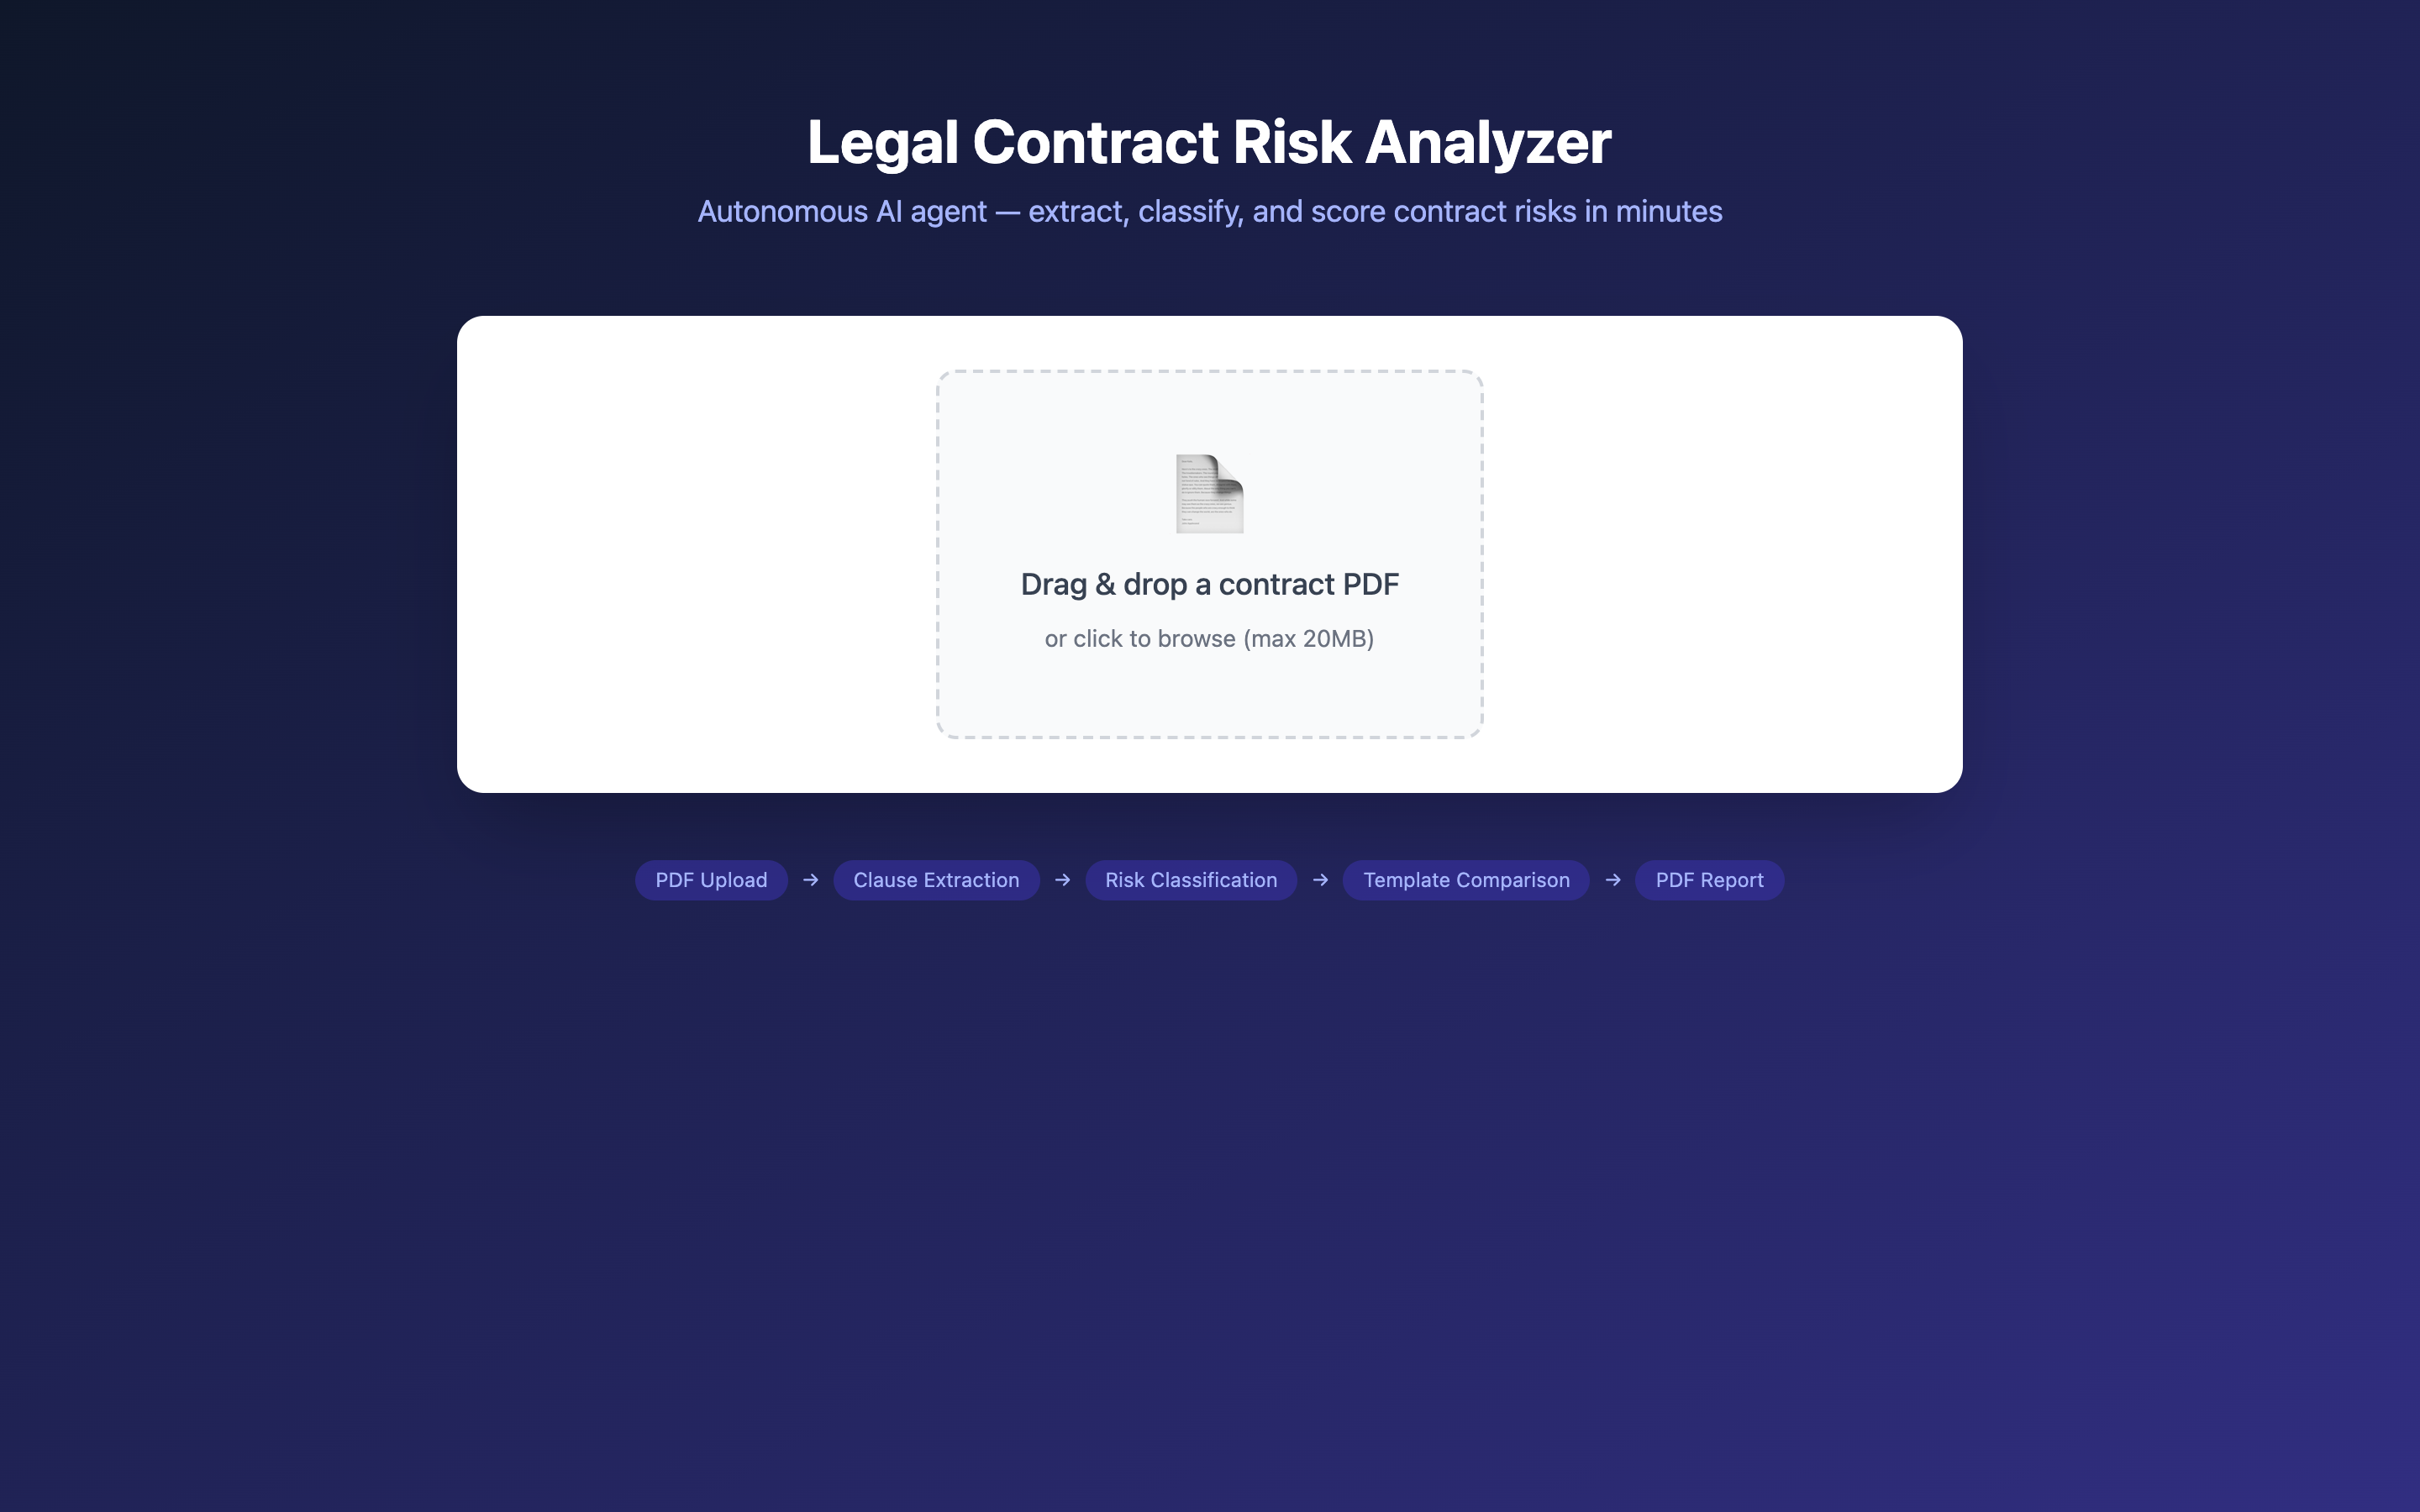 Legal Contract Risk Analyzer
Autonomous AI agent — extract, classify, and score contract risks in minutes
Drag & drop a contract PDF
or click to browse (max 20MB)
PDF Upload → Clause Extraction → Risk Classification → Template Comparison → PDF Report